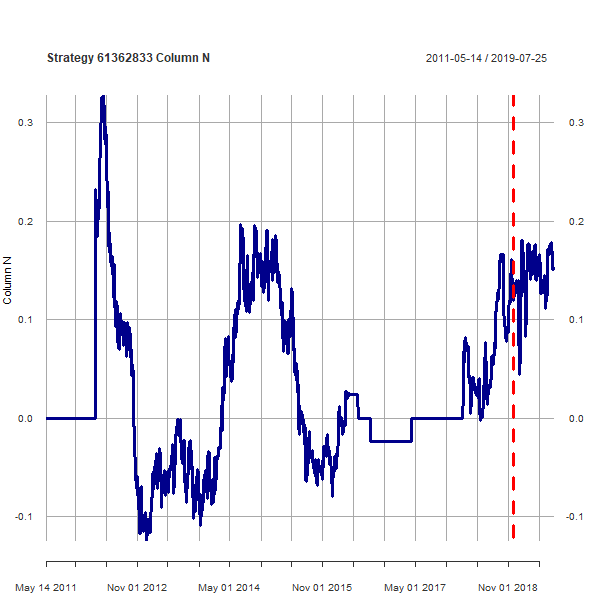 Strategy 61362833 Column N
2011-05-14 / 2019-07-25
Column N
0.3
0.3
0.2
0.2
0.1
0.1
0.0
0.0
-0.1
-0.1
May 14 2011
Nov 01 2012
May 01 2014
Nov 01 2015
May 01 2017
Nov 01 2018